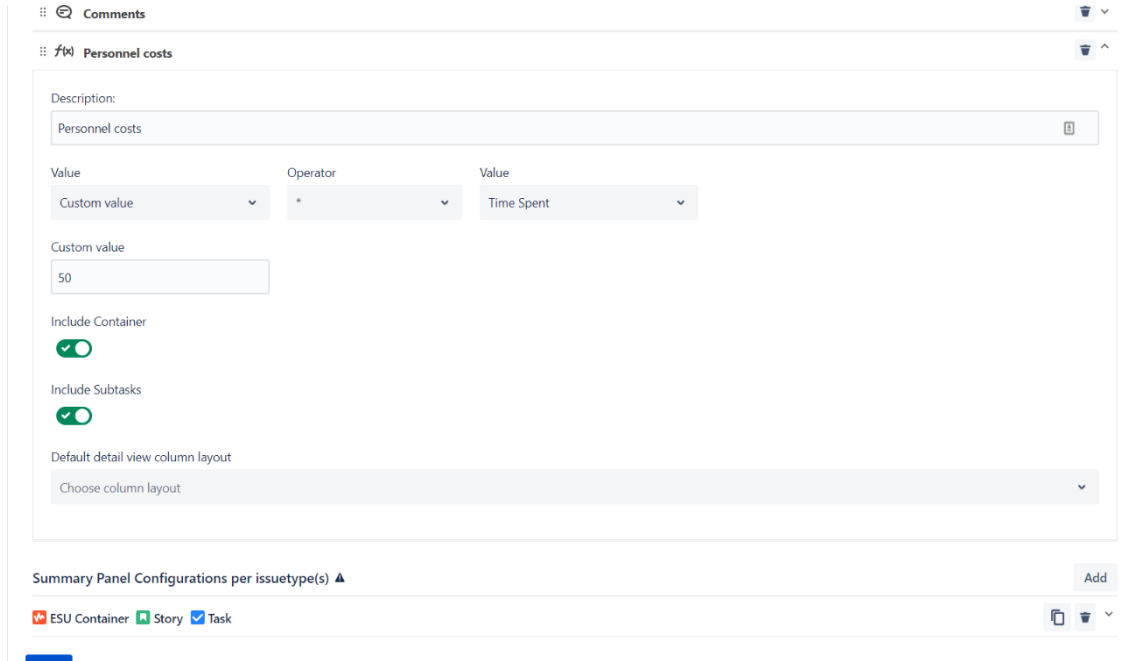 Comments
f(x) Personnel costs
Description:
Personnel costs
Value Operator Value
Custom value * Time Spent
Custom value
50
Include Container
Include Subtasks
Default detail view column layout
Choose column layout
Summary Panel Configurations per issuetype(s) Add
ESU Container Story Task